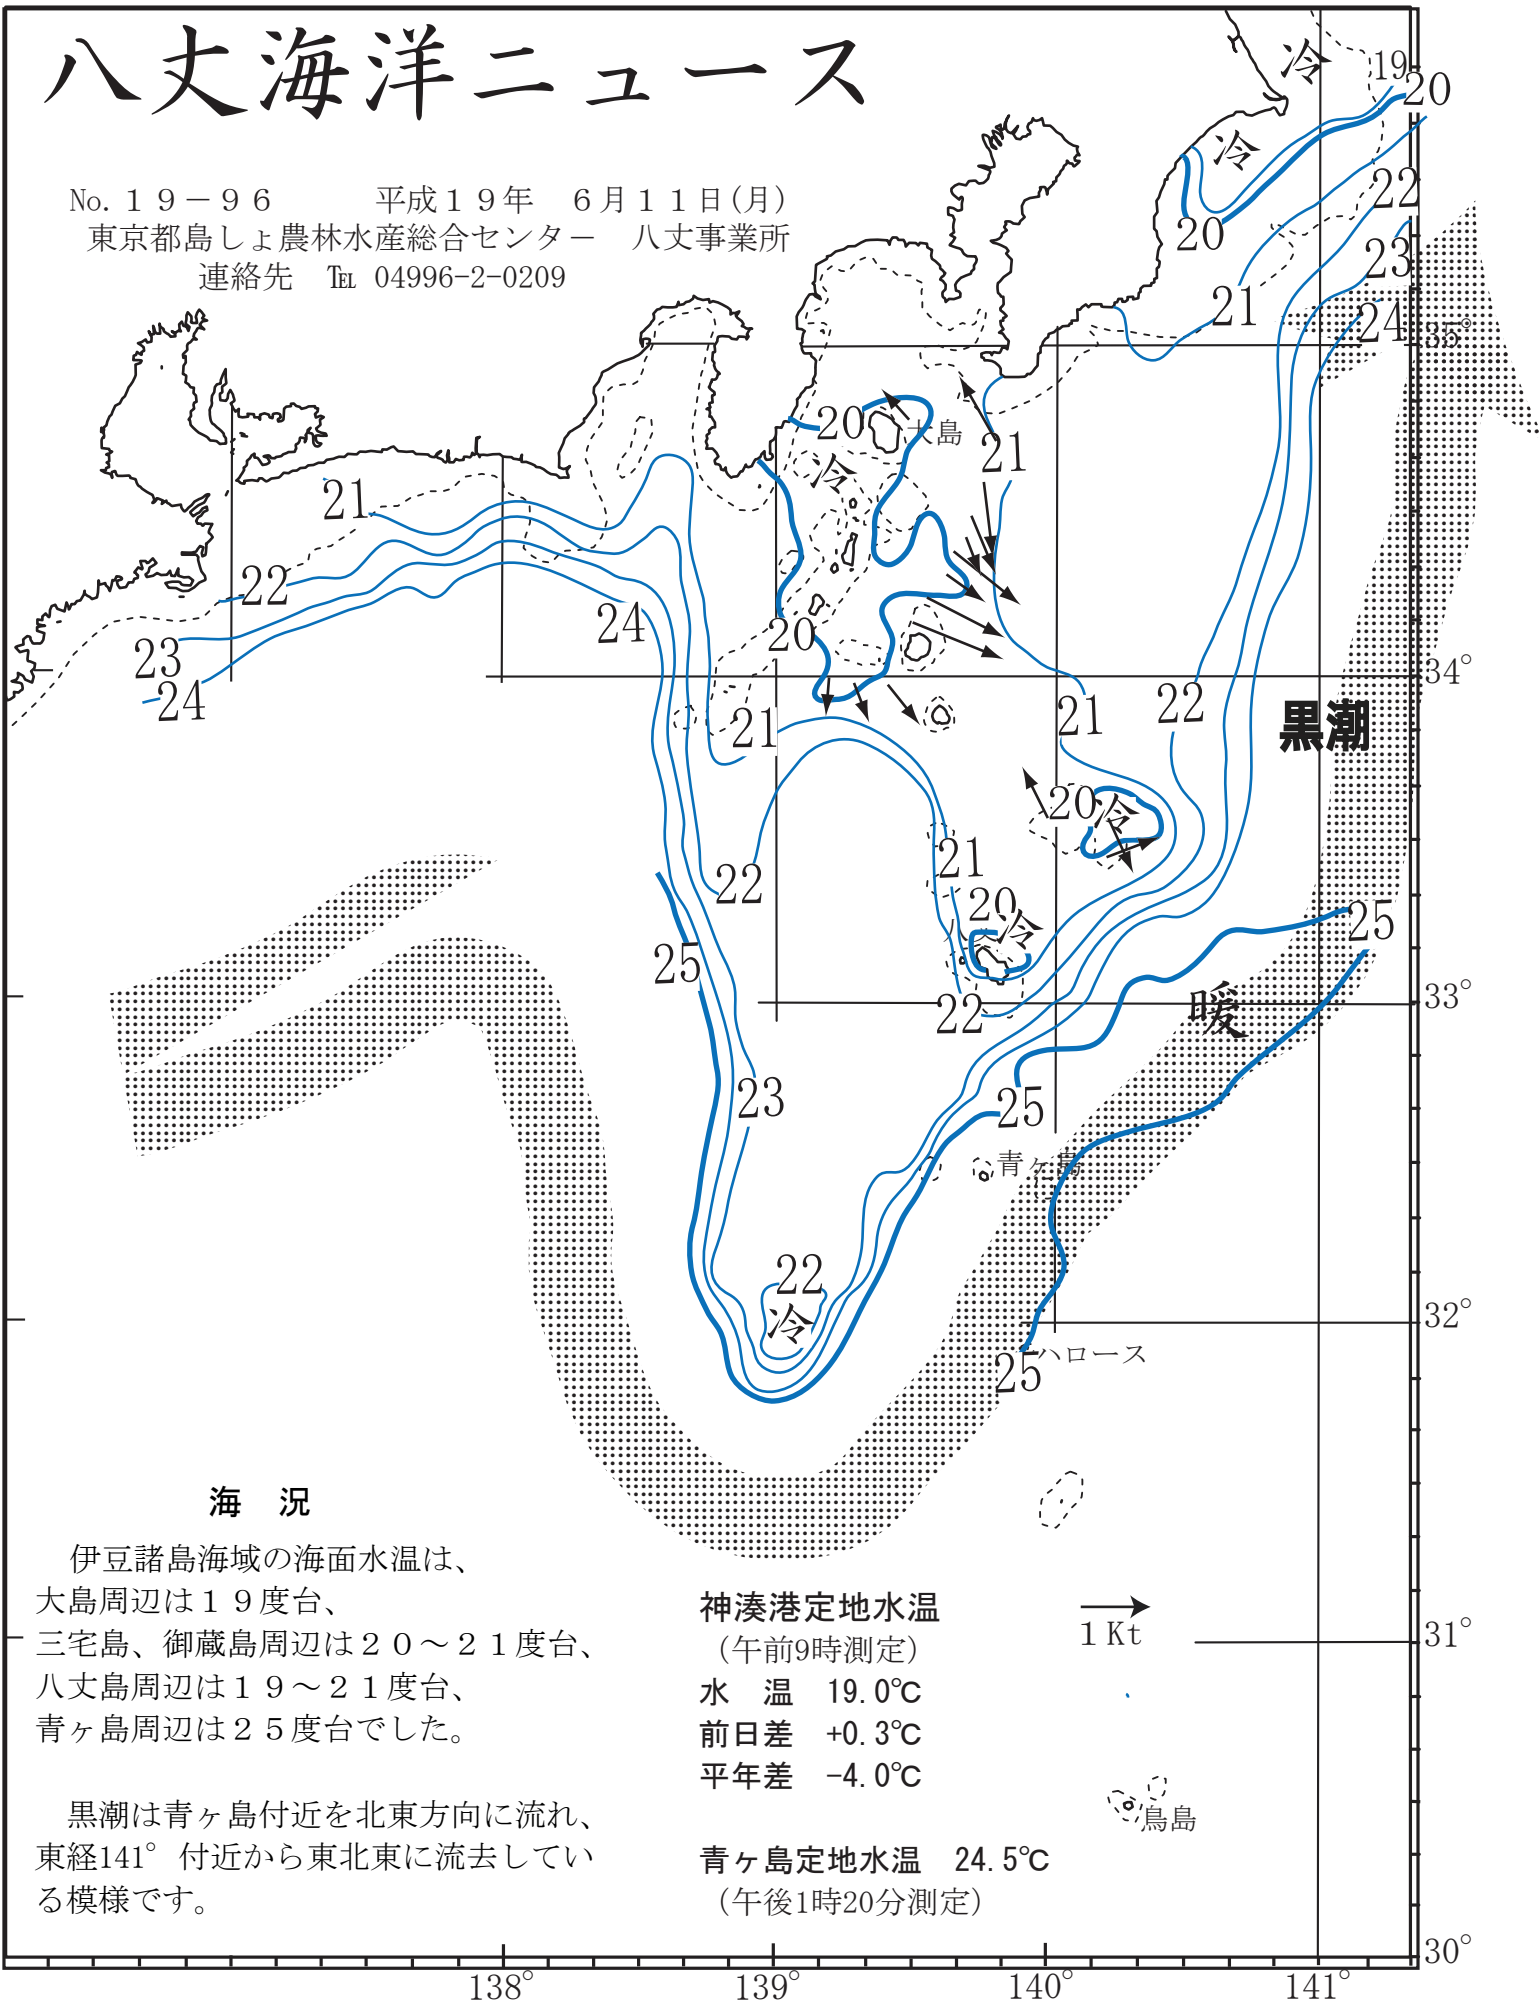 八丈海洋ニュース
No.１９－９６　平成１９年　６月１１日(月)
東京都島しょ農林水産総合センター　八丈事業所
連絡先　℡ 04996-2-0209
冷
19
20
冷
22
20
23
21
24
35°
20
大島
21
冷
21
22
24
20
23
34°
24
21
21
22
黒潮
20
冷
21
22
20
八丈
冷
25
25
暖
33°
22
23
25
青ヶ島
22
冷
32°
25
ハロース
海　況
伊豆諸島海域の海面水温は、
大島周辺は１９度台、
三宅島、御蔵島周辺は２０～２１度台、
八丈島周辺は１９～２１度台、
青ヶ島周辺は２５度台でした。
黒潮は青ヶ島付近を北東方向に流れ、
東経141°付近から東北東に流去してい
る模様です。
神湊港定地水温
（午前9時測定）
水　温　19.0℃
前日差　+0.3℃
平年差　-4.0℃
青ヶ島定地水温　24.5℃
（午後1時20分測定）
1 Kt
31°
鳥島
30°
138°
139°
140°
141°